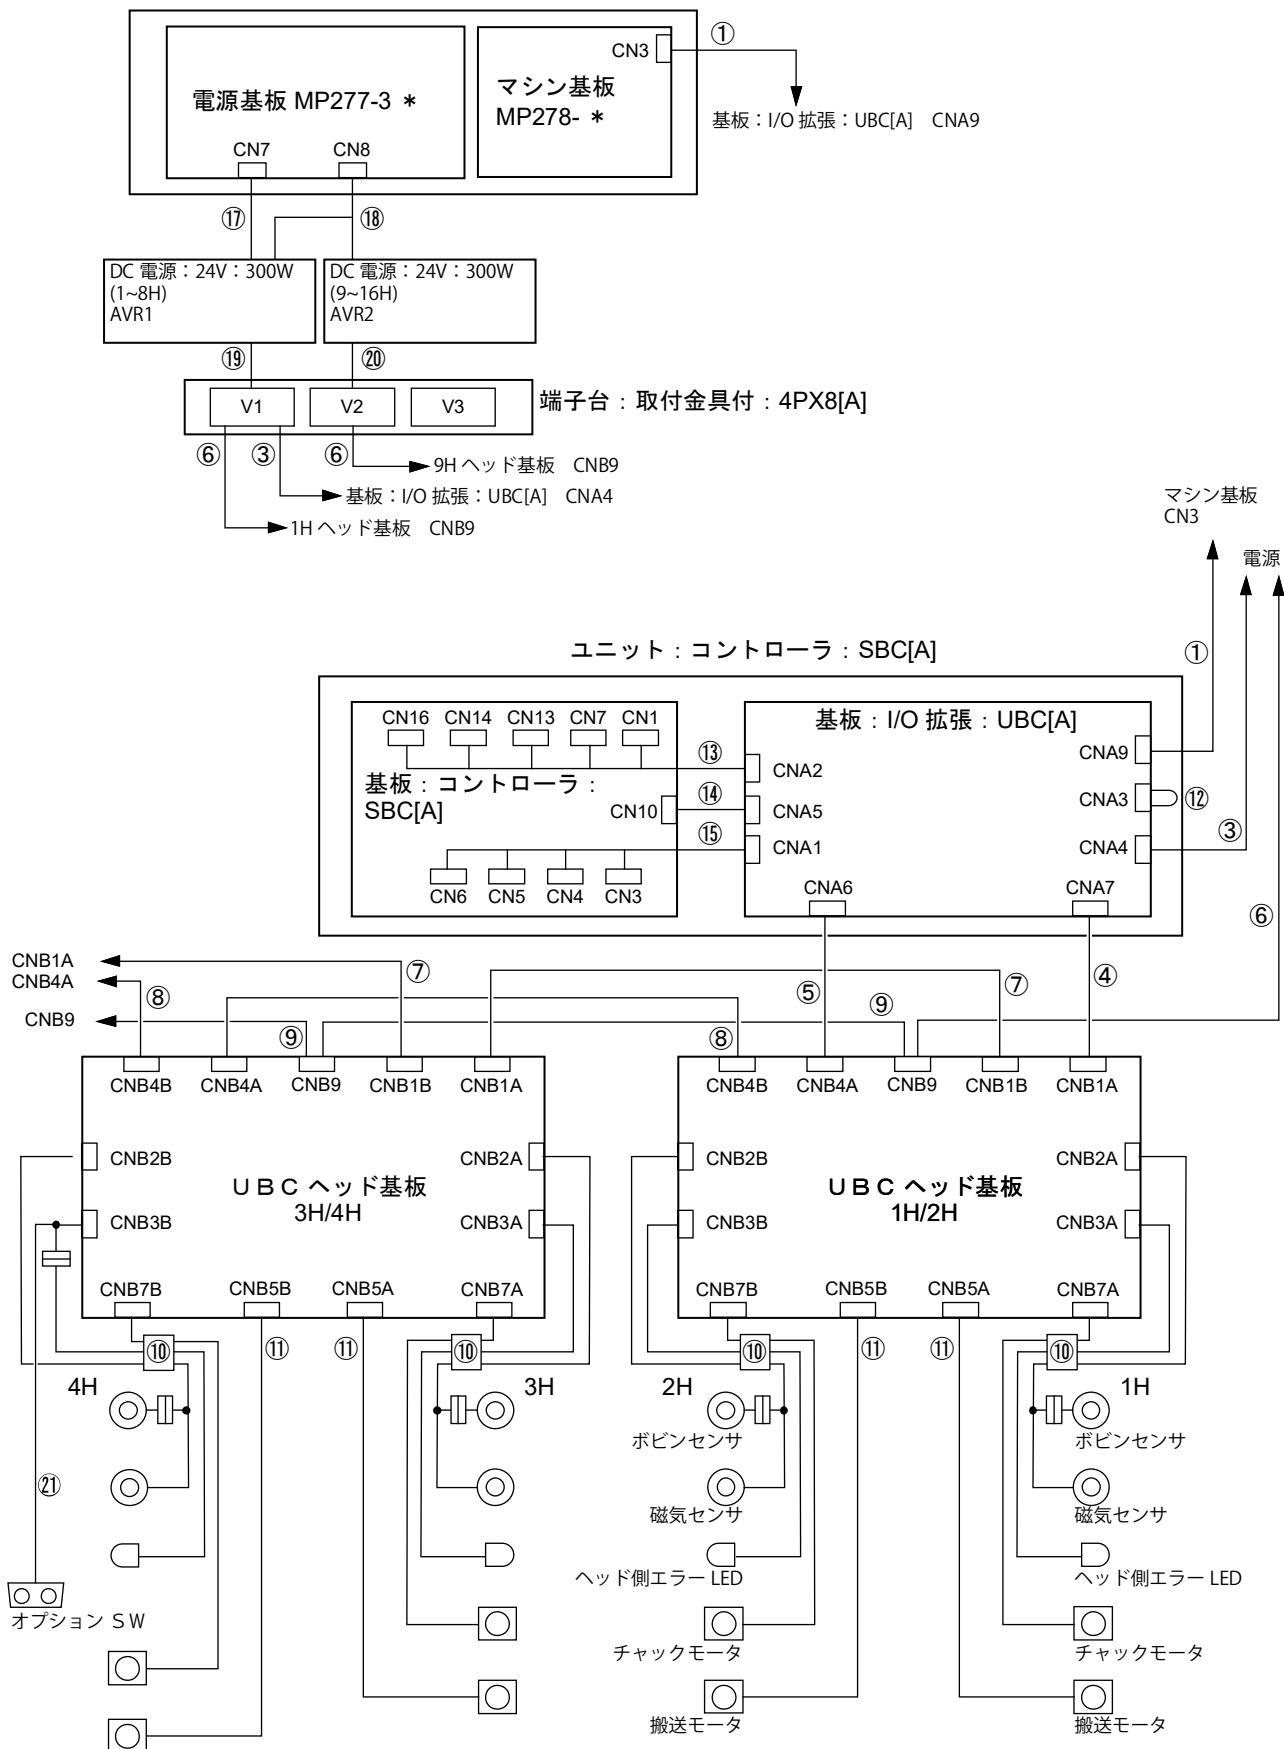 CN3
①
電源基板 MP277-3 *
マシン基板
MP278- *
基板：I/O 拡張：UBC[A]　CNA9
CN7
CN8
⑰
⑱
DC 電源：24V：300W
(1~8H)
AVR1
DC 電源：24V：300W
(9~16H)
AVR2
⑲
⑳
V1
V2
V3
端子台：取付金具付：4PX8[A]
⑥
③
⑥
9H ヘッド基板　CNB9
基板：I/O 拡張：UBC[A]　CNA4
1H ヘッド基板　CNB9
マシン基板
CN3
電源
ユニット：コントローラ：SBC[A]
①
CN16
CN14
CN13
CN7
CN1
基板：I/O 拡張：UBC[A]
⑬
CNA2
CNA9
基板：コントローラ：
SBC[A]
CN10
⑭
CNA5
CNA3
⑫
⑮
CNA1
CNA4
③
CN6
CN5
CN4
CN3
CNA6
CNA7
⑥
CNB1A
CNB4A
⑦
⑧
⑤
⑦
④
CNB9
⑨
⑨
⑧
CNB4B
CNB4A
CNB9
CNB1B
CNB1A
CNB4B
CNB4A
CNB9
CNB1B
CNB1A
CNB2B
CNB2A
CNB2B
CNB2A
ＵＢＣ ヘッド基板
3H/4H
ＵＢＣ ヘッド基板
1H/2H
CNB3B
CNB3A
CNB3B
CNB3A
CNB7B
CNB5B
CNB5A
CNB7A
CNB7B
CNB5B
CNB5A
CNB7A
⑩
⑪
⑪
⑩
⑩
⑪
⑪
⑩
4H
3H
2H
1H
ボビンセンサ
ボビンセンサ
㉑
磁気センサ
磁気センサ
ヘッド側エラー LED
ヘッド側エラー LED
オプション ＳＷ
チャックモータ
チャックモータ
搬送モータ
搬送モータ